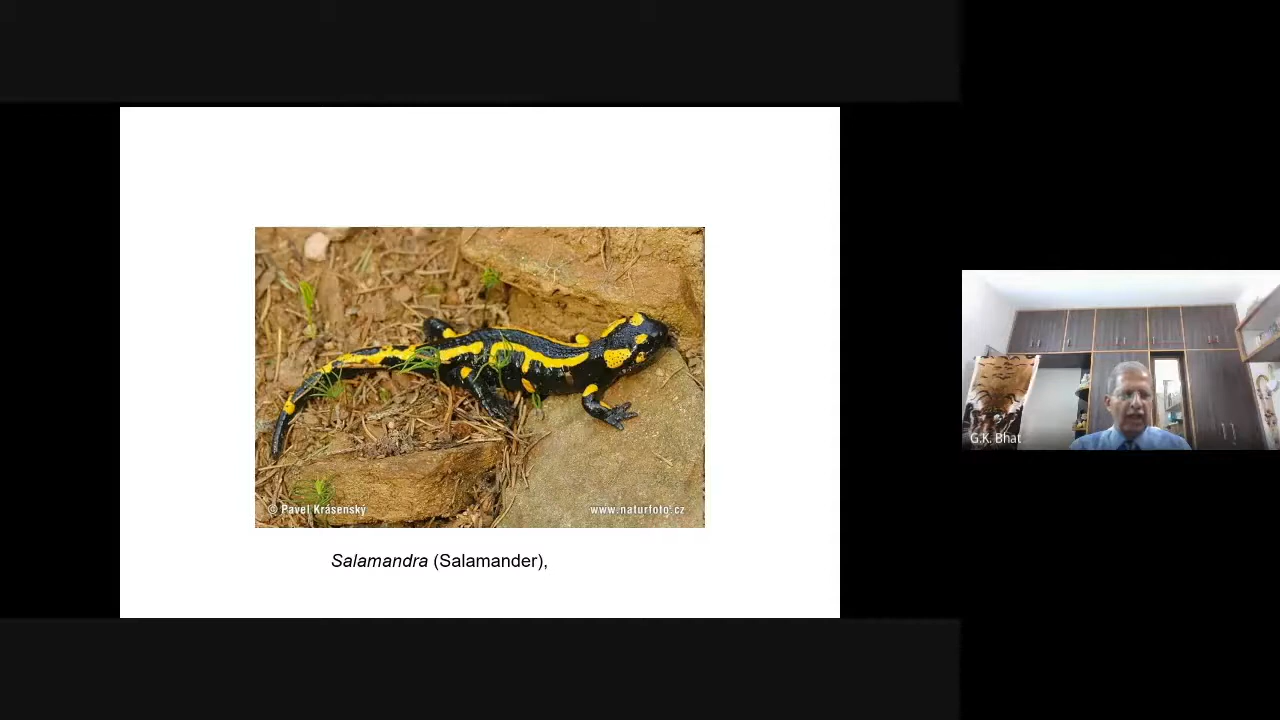 © Pavel Krásenský
www.naturfoto.cz
Salamandra (Salamander),
G.K. Bhat